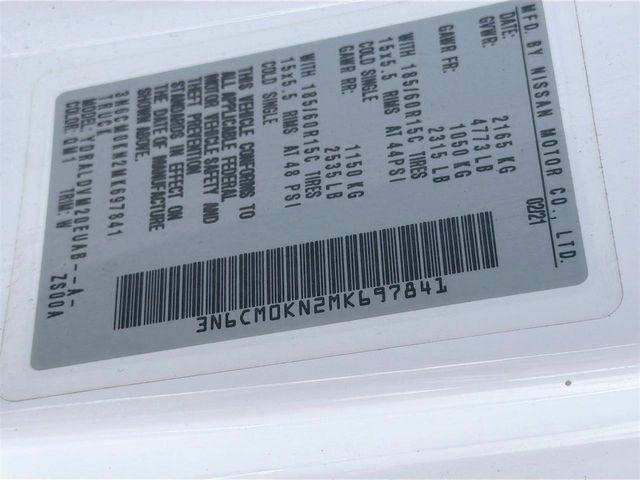 MFD. BY NISSAN MOTOR CO., LTD.
02/21
GVWR: 2165 KG
4773 LB
GAWR FR: 1050 KG
2315 LB
WITH 185/60R15C TIRES
15x5.5 RIMS AT 44PSI
COLD SINGLE
GAWR RR: 1150 KG
2535 LB
WITH 185/60R15C TIRES
15x5.5 RIMS AT 48 PSI
COLD SINGLE
THIS VEHICLE CONFORMS TO
ALL APPLICABLE FEDERAL
MOTOR VEHICLE SAFETY AND
THEFT PREVENTION
STANDARDS IN EFFECT ON
THE DATE OF MANUFACTURE
SHOWN ABOVE.
3N6CM0KN2MK697841
TRUCK
COLOR: QM1 TRIM: W ZS00A
3N6CM0KN2MK697841